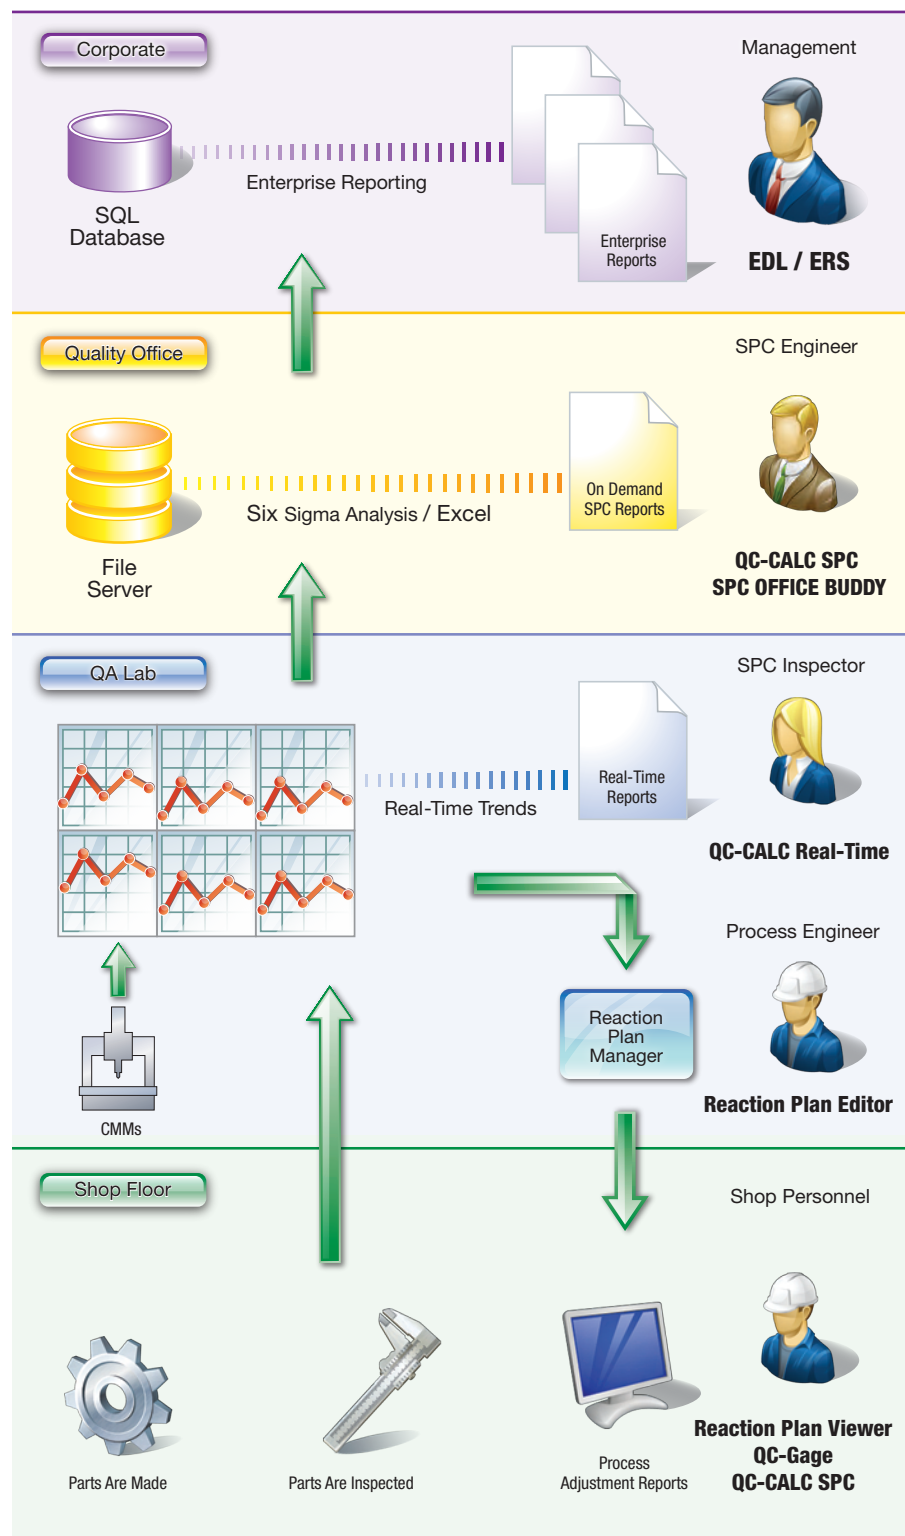 Corporate
Management
SQL
Database
Enterprise Reporting
Enterprise
Reports
EDL / ERS
Quality Office
SPC Engineer
File
Server
Six Sigma Analysis / Excel
On Demand
SPC Reports
QC-CALC SPC
SPC OFFICE BUDDY
QA Lab
SPC Inspector
Real-Time Trends
Real-Time
Reports
QC-CALC Real-Time
Process Engineer
Reaction
Plan
Manager
CMMs
Reaction Plan Editor
Shop Floor
Shop Personnel
Parts Are Made
Parts Are Inspected
Process
Adjustment Reports
Reaction Plan Viewer
QC-Gage
QC-CALC SPC